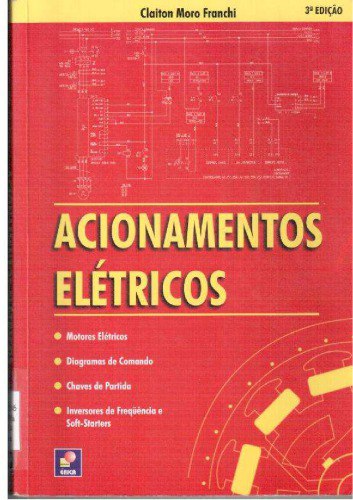 Claiton Moro Franchi
3ª EDIÇÃO
ACIONAMENTOS
ELÉTRICOS
Motores Elétricos
Diagramas de Comando
Chaves de Partida
Inversores de Freqüência e
Soft-Starters
ÉRICA